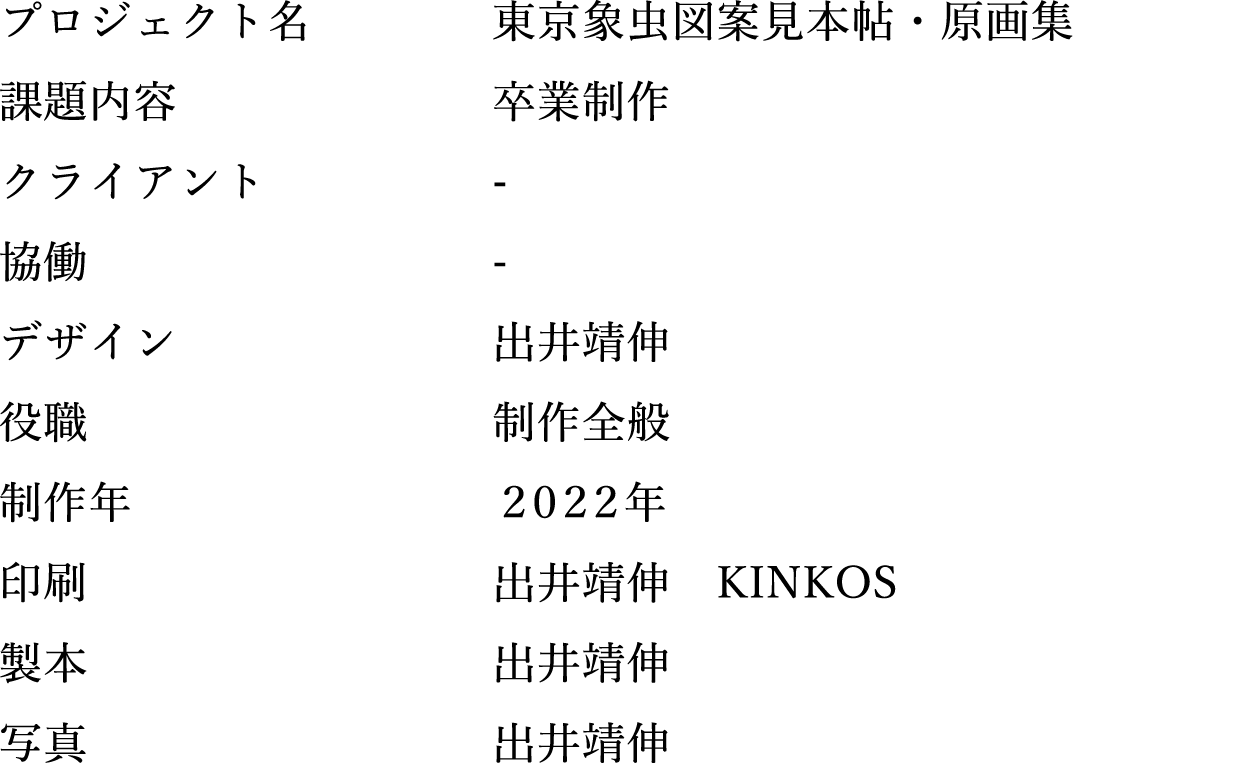 プロジェクト名　東京象虫図案見本帖・原画集
課題内容　卒業制作
クライアント　-
協働　-
デザイン　出井靖伸
役職　制作全般
制作年　2022年
印刷　出井靖伸　KINKOS
製本　出井靖伸
写真　出井靖伸